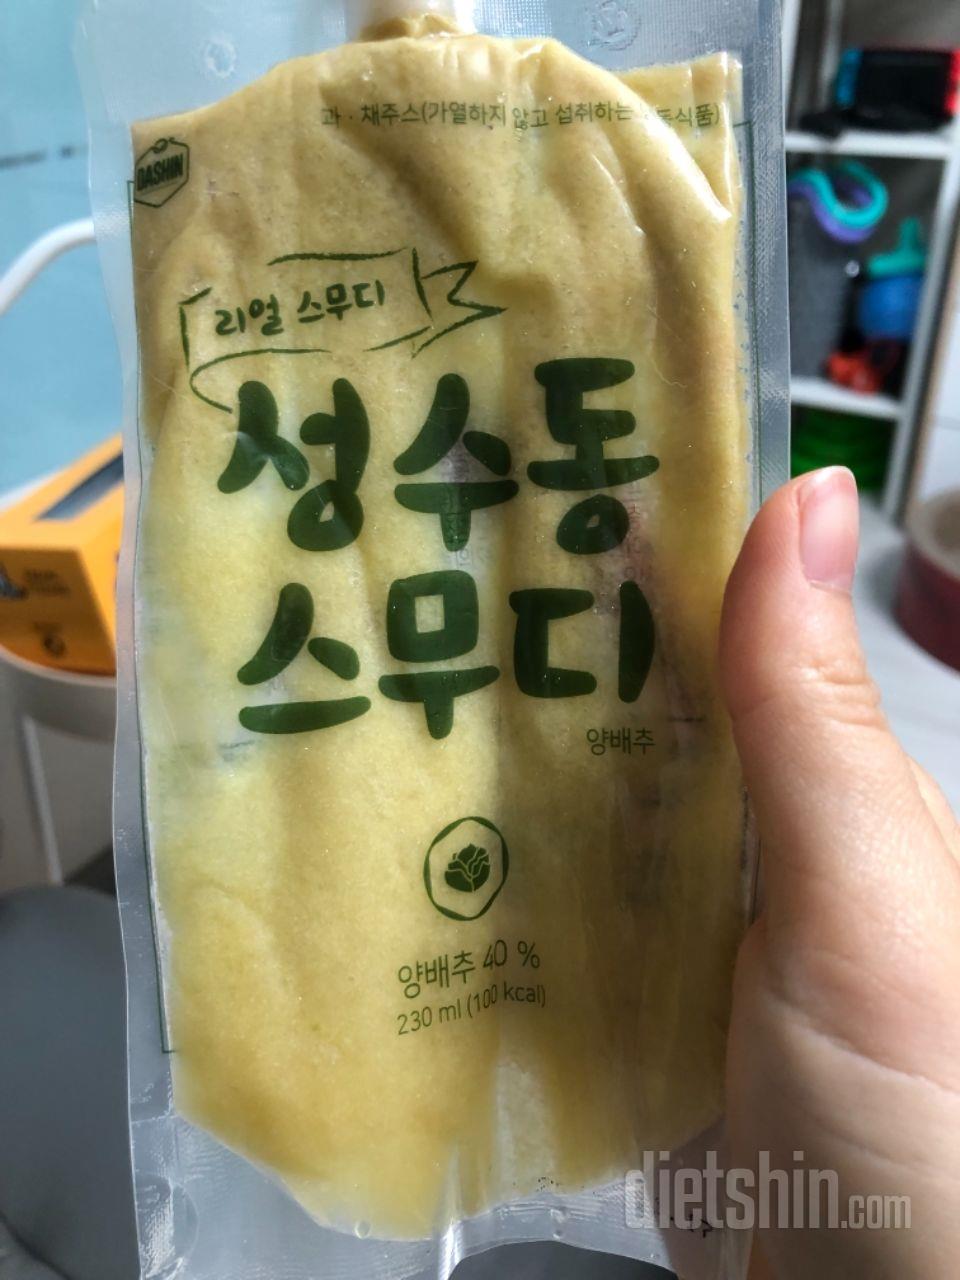 과·채주스(가열하지 않고 섭취하는 식품)
DASHIN
리얼 스무디
성수동
스무디
양배추
양배추 40 %
230 ml (100 kcal)
dietshin.com